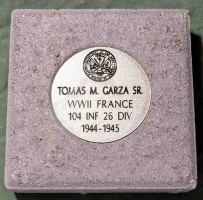 TOMAS M. GARZA SR.
WWII FRANCE
104 INF 26 DIV
1944-1945